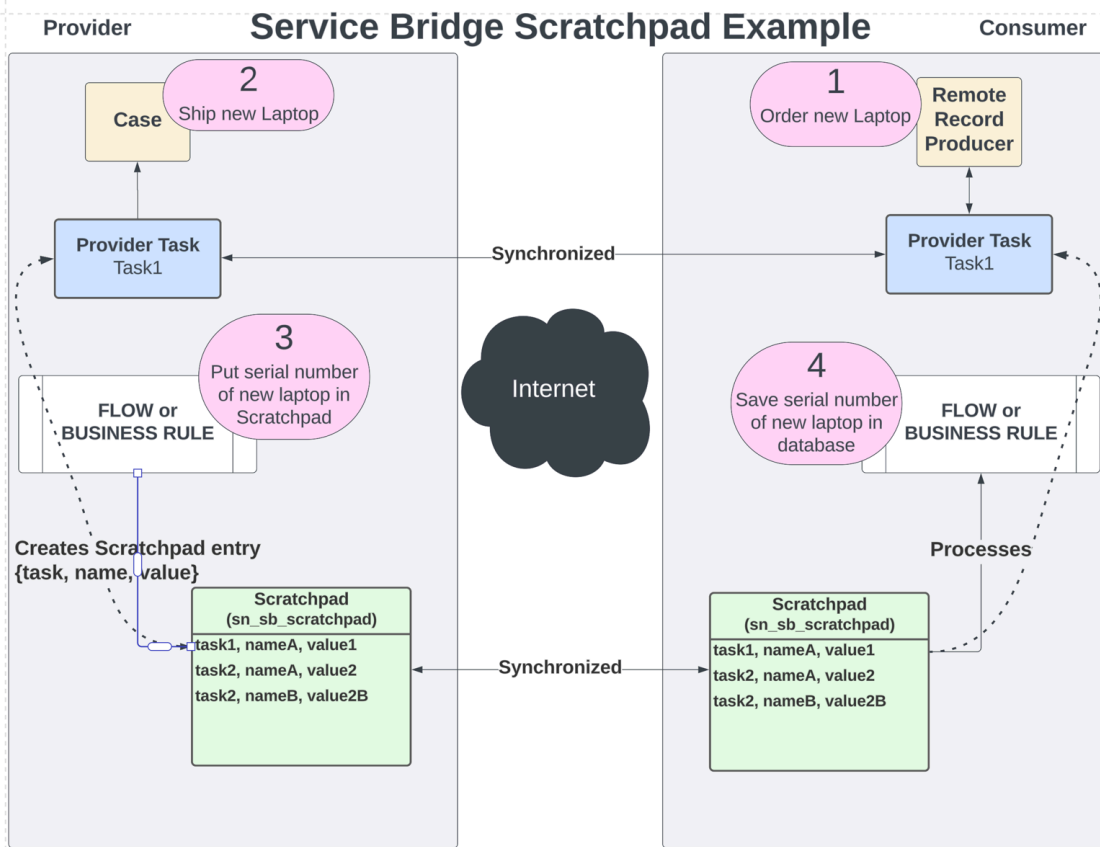 Service Bridge Scratchpad Example
Provider
Consumer
2
Ship new Laptop
Case
1
Order new Laptop
Remote
Record
Producer
Provider Task
Task1
Synchronized
Provider Task
Task1
3
Put serial number
of new laptop in
Scratchpad
FLOW or
BUSINESS RULE
Internet
4
Save serial number
of new laptop in
database
FLOW or
BUSINESS RULE
Creates Scratchpad entry
{task, name, value}
Processes
Scratchpad
(sn_sb_scratchpad)
task1, nameA, value1
task2, nameA, value2
task2, nameB, value2B
Synchronized
Scratchpad
(sn_sb_scratchpad)
task1, nameA, value1
task2, nameA, value2
task2, nameB, value2B